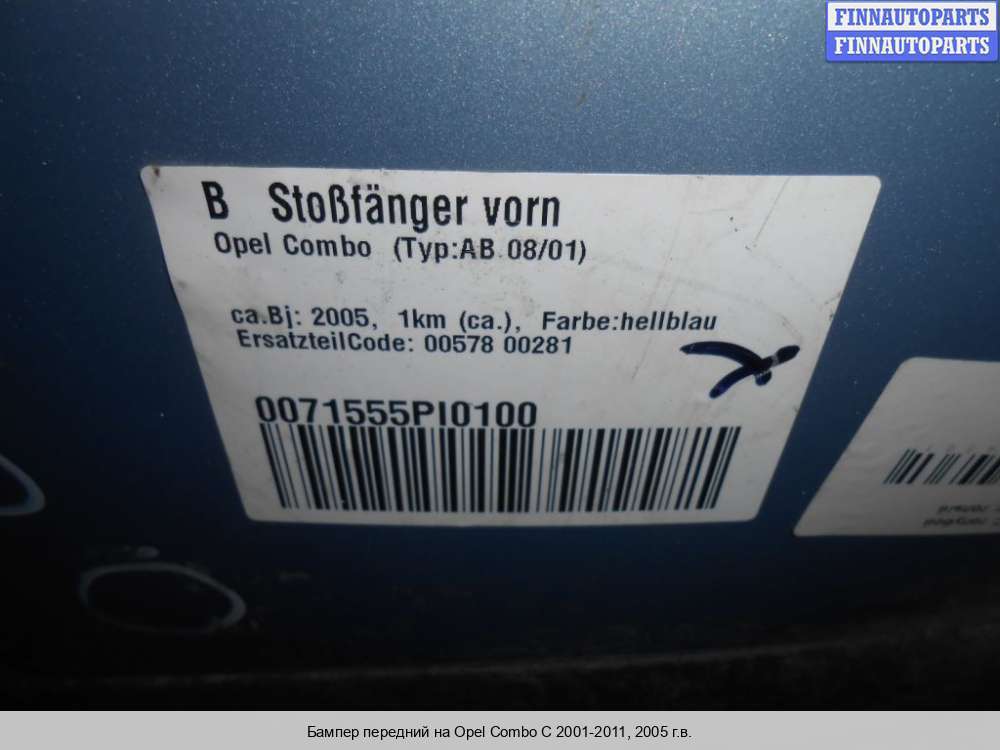 FINNAUTOPARTS
FINNAUTOPARTS
B Stoßfänger vorn
Opel Combo (Typ:AB 08/01)
ca.Bj: 2005, 1km (ca.), Farbe:hellblau
ErsatzteilCode: 00578 00281
0071555PI0100
Бампер передний на Opel Combo C 2001-2011, 2005 г.в.